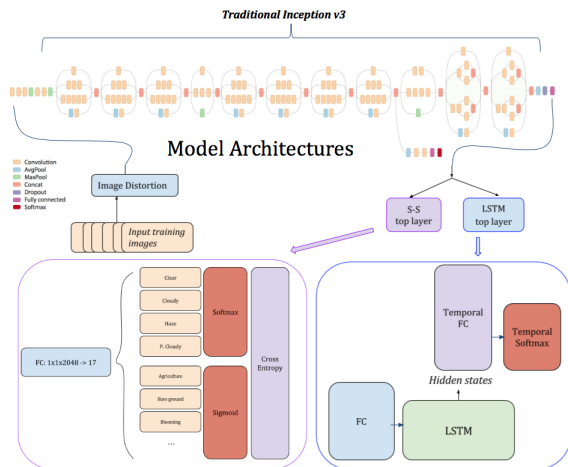 Traditional Inception v3
Model Architectures
Convolution
AvgPool
MaxPool
Concat
Dropout
Fully connected
Softmax
Image Distortion
Input training
images
S-S
top layer
LSTM
top layer
FC: 1x1x2048 -> 17
Clear
Cloudy
Haze
P. Cloudy
Softmax
Agriculture
Bare ground
Blooming
...
Sigmoid
Cross
Entropy
Temporal
FC
Temporal
Softmax
Hidden states
FC
LSTM